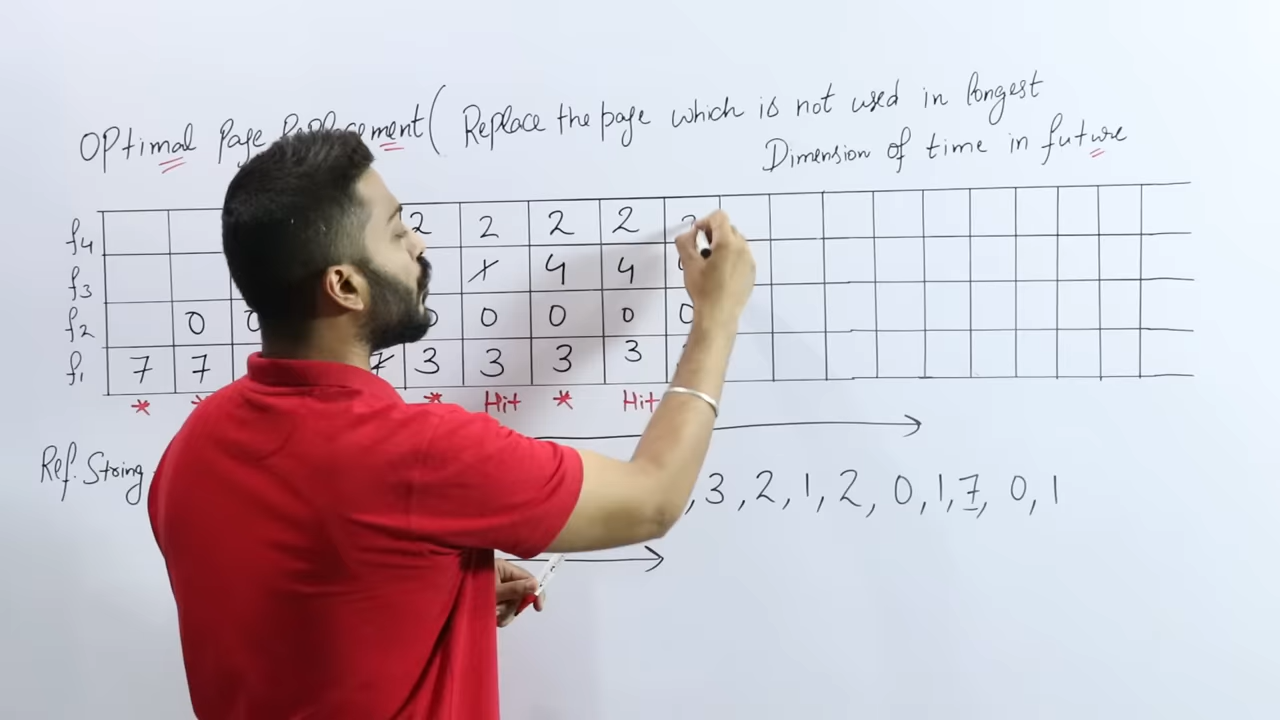 OPtimal Page Replacement ( Replace the page which is not used in longest
Dimension of time in future
f4 2 2 2 2 2
f3 1 4 4
f2 0 0 0 0 0 0 0
f1 7 7 7 3 3 3 3
* * * Hit * Hit
Ref. String , 3 , 2 , 1 , 2 , 0 , 1 , 7 , 0 , 1